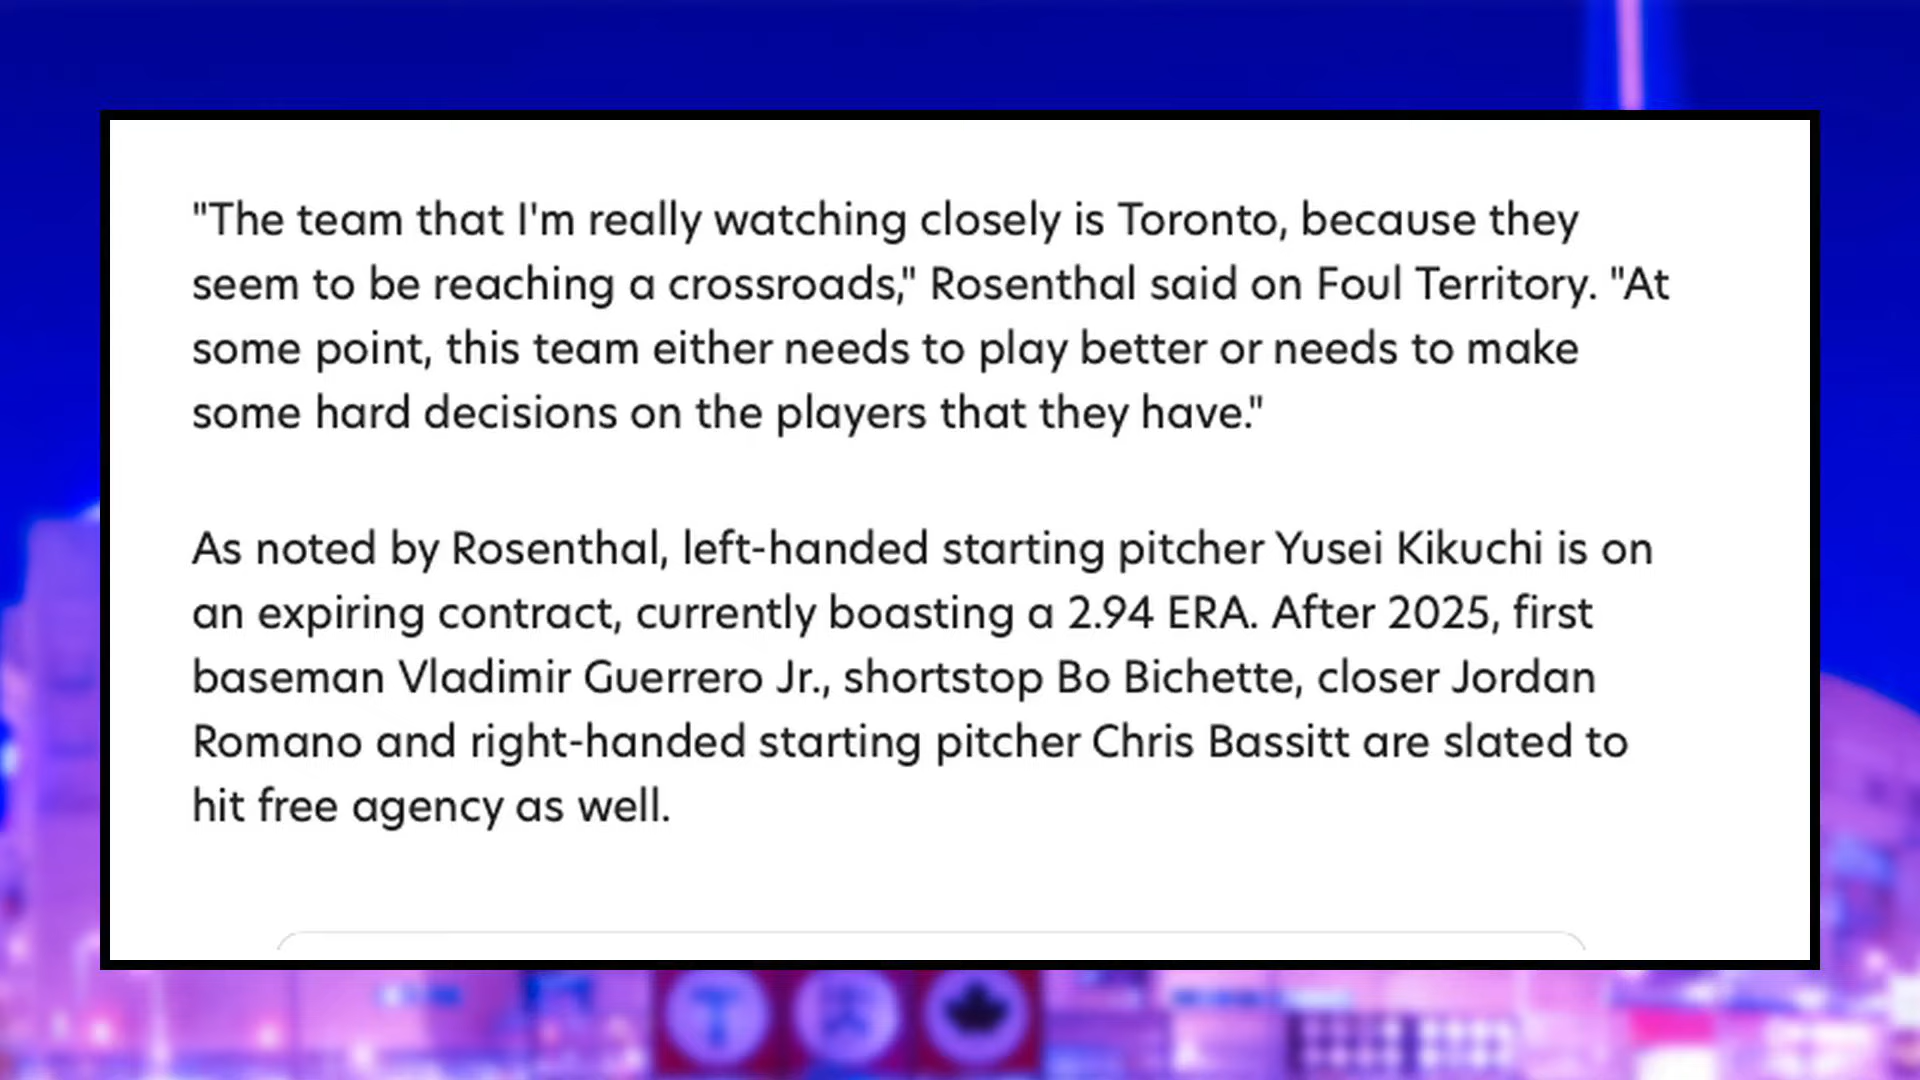 "The team that I'm really watching closely is Toronto, because they
seem to be reaching a crossroads," Rosenthal said on Foul Territory. "At
some point, this team either needs to play better or needs to make
some hard decisions on the players that they have."
As noted by Rosenthal, left-handed starting pitcher Yusei Kikuchi is on
an expiring contract, currently boasting a 2.94 ERA. After 2025, first
baseman Vladimir Guerrero Jr., shortstop Bo Bichette, closer Jordan
Romano and right-handed starting pitcher Chris Bassitt are slated to
hit free agency as well.